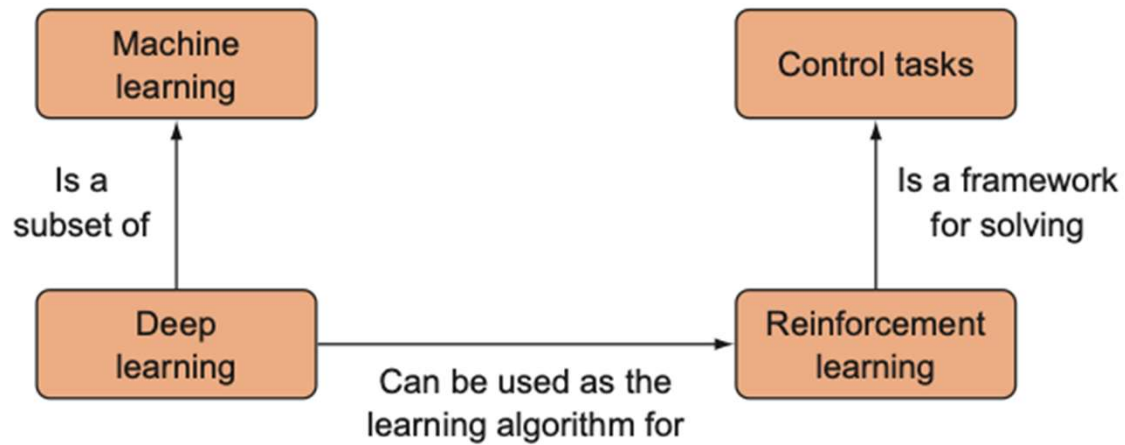 Machine
learning
Control tasks
Is a
subset of
Is a framework
for solving
Deep
learning
Reinforcement
learning
Can be used as the
learning algorithm for